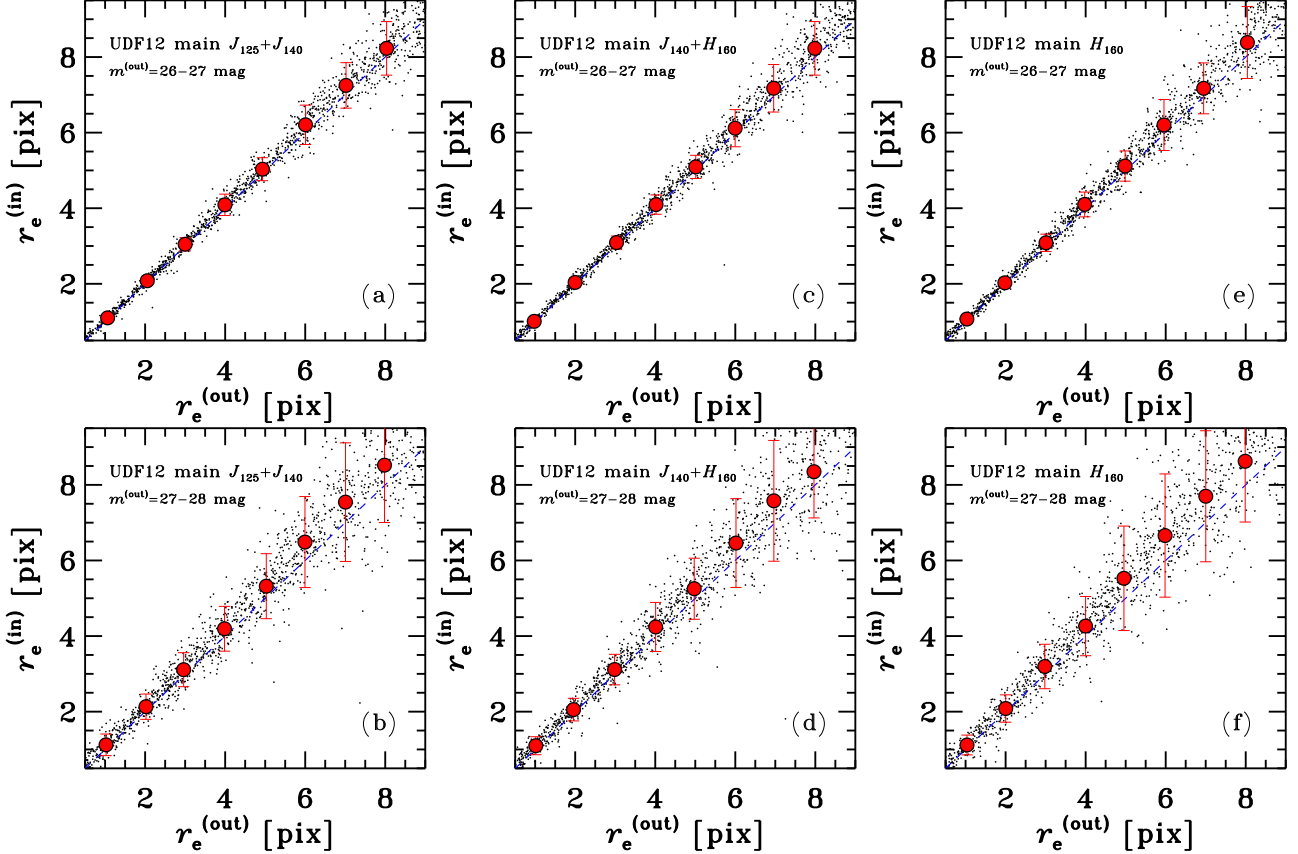 UDF12 main J125+J140
m(out)=26−27 mag
(a)
8
6
4
2
re(in) [pix]
2 4 6 8
re(out) [pix]
UDF12 main J140+H160
m(out)=26−27 mag
(c)
8
6
4
2
re(in) [pix]
2 4 6 8
re(out) [pix]
UDF12 main H160
m(out)=26−27 mag
(e)
8
6
4
2
re(in) [pix]
2 4 6 8
re(out) [pix]
UDF12 main J125+J140
m(out)=27−28 mag
(b)
8
6
4
2
re(in) [pix]
2 4 6 8
re(out) [pix]
UDF12 main J140+H160
m(out)=27−28 mag
(d)
8
6
4
2
re(in) [pix]
2 4 6 8
re(out) [pix]
UDF12 main H160
m(out)=27−28 mag
(f)
8
6
4
2
re(in) [pix]
2 4 6 8
re(out) [pix]